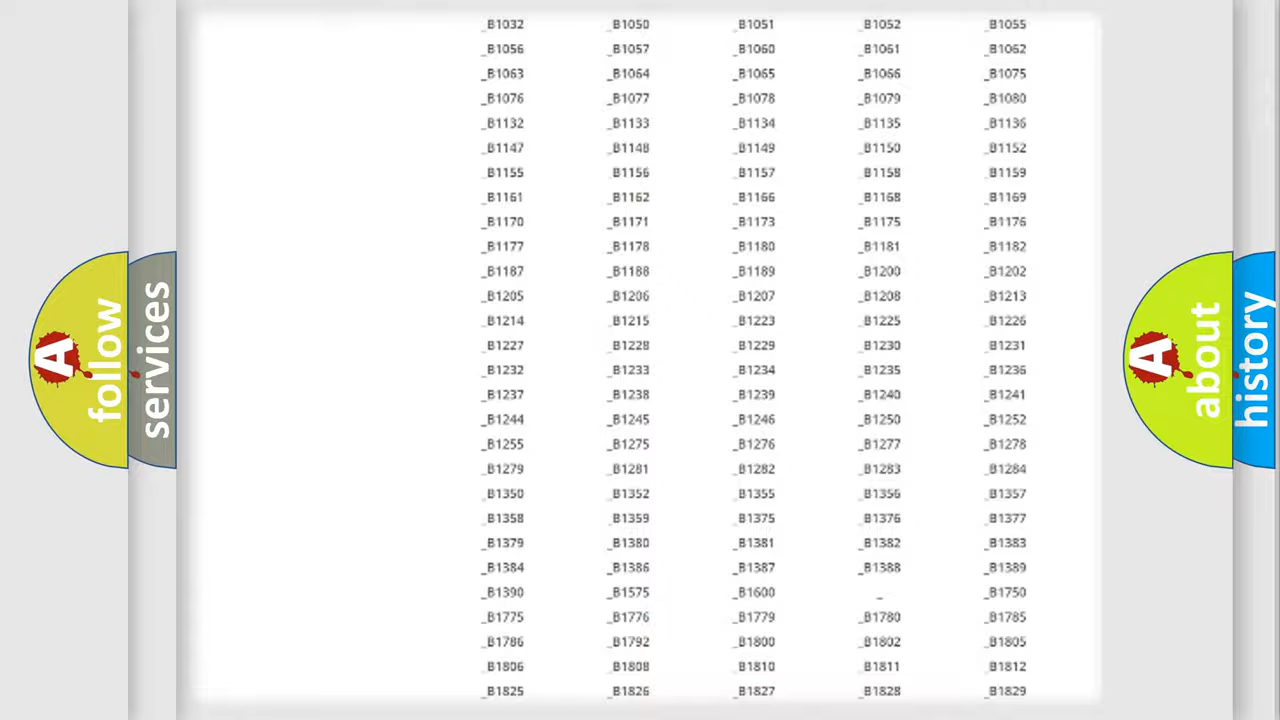 _B1032 _B1050 _B1051 _B1052 _B1055
_B1056 _B1057 _B1060 _B1061 _B1062
_B1063 _B1064 _B1065 _B1066 _B1075
_B1076 _B1077 _B1078 _B1079 _B1080
_B1132 _B1133 _B1134 _B1135 _B1136
_B1147 _B1148 _B1149 _B1150 _B1152
_B1155 _B1156 _B1157 _B1158 _B1159
_B1161 _B1162 _B1166 _B1168 _B1169
_B1170 _B1171 _B1173 _B1175 _B1176
_B1177 _B1178 _B1180 _B1181 _B1182
_B1187 _B1188 _B1189 _B1200 _B1202
_B1205 _B1206 _B1207 _B1208 _B1213
_B1214 _B1215 _B1223 _B1225 _B1226
_B1227 _B1228 _B1229 _B1230 _B1231
_B1232 _B1233 _B1234 _B1235 _B1236
_B1237 _B1238 _B1239 _B1240 _B1241
_B1244 _B1245 _B1246 _B1250 _B1252
_B1255 _B1275 _B1276 _B1277 _B1278
_B1279 _B1281 _B1282 _B1283 _B1284
_B1350 _B1352 _B1355 _B1356 _B1357
_B1358 _B1359 _B1375 _B1376 _B1377
_B1379 _B1380 _B1381 _B1382 _B1383
_B1384 _B1386 _B1387 _B1388 _B1389
_B1390 _B1575 _B1600 _ _B1750
_B1775 _B1776 _B1779 _B1780 _B1785
_B1786 _B1792 _B1800 _B1802 _B1805
_B1806 _B1808 _B1810 _B1811 _B1812
_B1825 _B1826 _B1827 _B1828 _B1829
A
follow
services
A
about
history